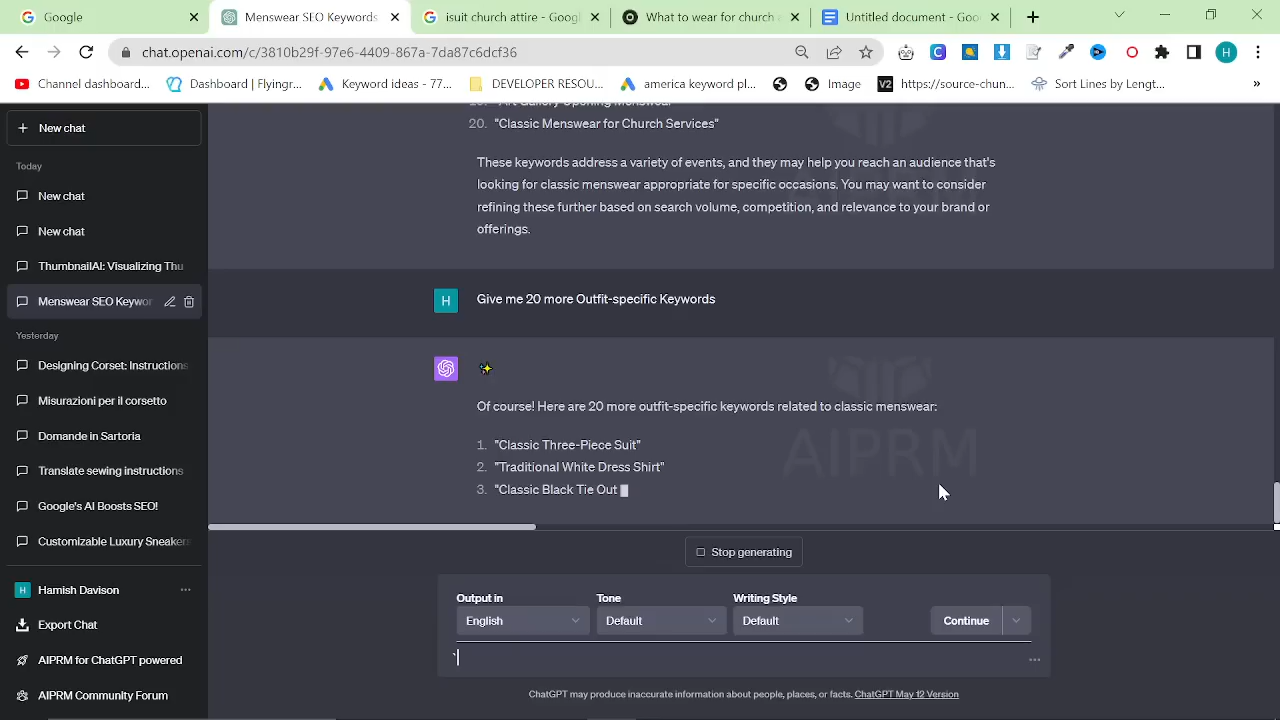 Google
Menswear SEO Keywords
iuit church attire - Googl
What to wear for church
Untitled document - Goo
chat.openai.com/c/3810b29f-97e6-4409-867a-7da87c6dcf36
Channel dashboard...
Dashboard | Flyingr...
Keyword ideas - 77...
DEVELOPER RESOU...
america keyword pl...
Image
V2
https://source-chun...
Sort Lines by Lengt...
»
New chat
Today
New chat
New chat
ThumbnailAI: Visualizing Thu
Menswear SEO Keywor
Yesterday
Designing Corset: Instructions
Misurazioni per il corsetto
Domande in Sartoria
Translate sewing instructions
Google's AI Boosts SEO!
Customizable Luxury Sneakers
H Hamish Davison ...
Export Chat
AIPRM for ChatGPT powered
AIPRM Community Forum
"Art Gallery Opening Menswear"
20. "Classic Menswear for Church Services"
These keywords address a variety of events, and they may help you reach an audience that's
looking for classic menswear appropriate for specific occasions. You may want to consider
refining these further based on search volume, competition, and relevance to your brand or
offerings.
H Give me 20 more Outfit-specific Keywords
Of course! Here are 20 more outfit-specific keywords related to classic menswear:
1. "Classic Three-Piece Suit"
2. "Traditional White Dress Shirt"
3. "Classic Black Tie Out
AIPRM
Stop generating
Output in
Tone
Writing Style
English
Default
Default
Continue
`
...
ChatGPT may produce inaccurate information about people, places, or facts. ChatGPT May 12 Version